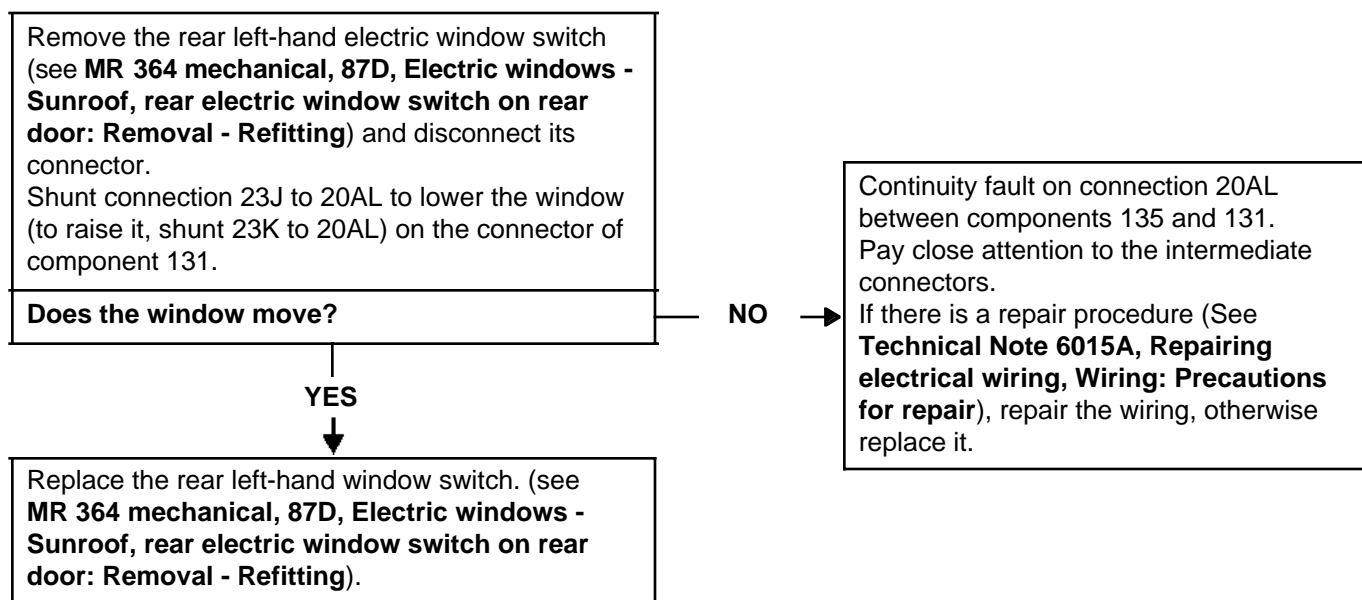 Remove the rear left-hand electric window switch
(see MR 364 mechanical, 87D, Electric windows -
Sunroof, rear electric window switch on rear
door: Removal - Refitting) and disconnect its
connector.
Shunt connection 23J to 20AL to lower the window
(to raise it, shunt 23K to 20AL) on the connector of
component 131.
Does the window move?
NO
Continuity fault on connection 20AL
between components 135 and 131.
Pay close attention to the intermediate
connectors.
If there is a repair procedure (See
Technical Note 6015A, Repairing
electrical wiring, Wiring: Precautions
for repair), repair the wiring, otherwise
replace it.
YES
Replace the rear left-hand window switch. (see
MR 364 mechanical, 87D, Electric windows -
Sunroof, rear electric window switch on rear
door: Removal - Refitting).